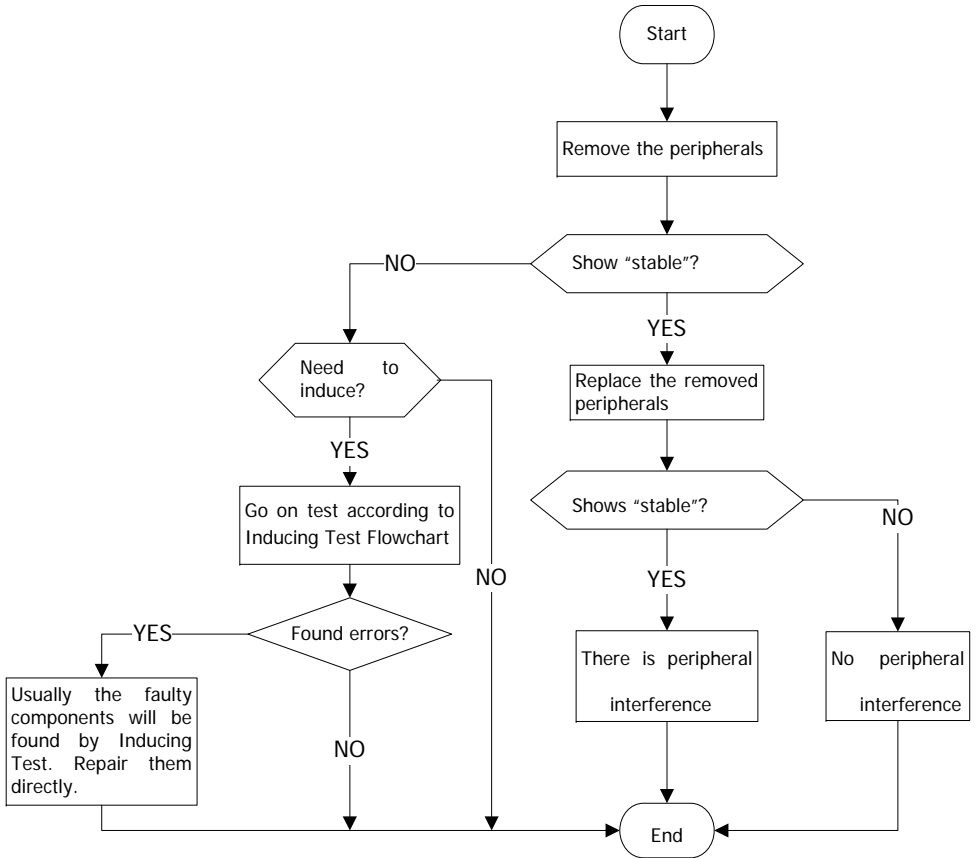 Start
Remove the peripherals
Show “stable”?
NO
YES
Need to
induce?
Replace the removed
peripherals
YES
Go on test according to
Inducing Test Flowchart
Shows “stable”?
NO
NO
YES
Found errors?
YES
There is peripheral
interference
No peripheral
interference
Usually the faulty
components will be
found by Inducing
Test. Repair them
directly.
NO
End